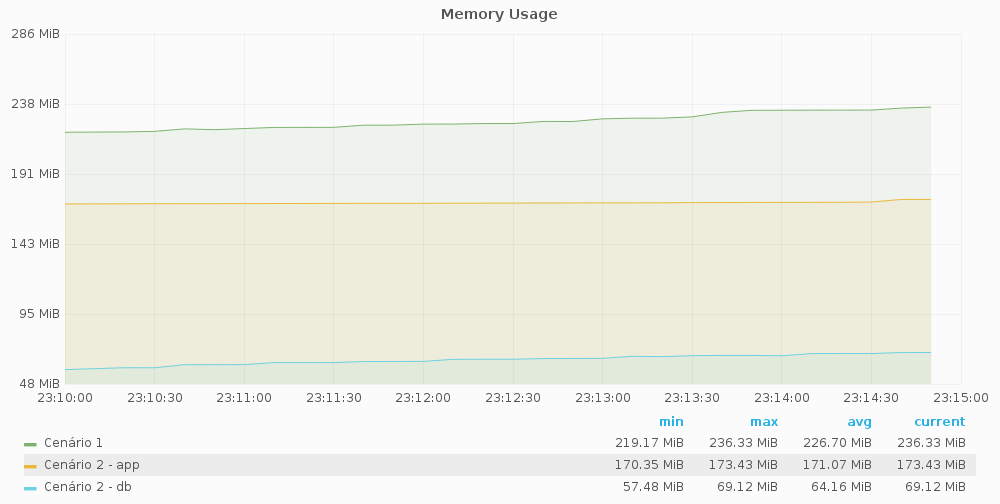 Memory Usage
286 MiB
238 MiB
191 MiB
143 MiB
95 MiB
48 MiB
23:10:00 23:10:30 23:11:00 23:11:30 23:12:00 23:12:30 23:13:00 23:13:30 23:14:00 23:14:30 23:15:00
min max avg current
Cenário 1 219.17 MiB 236.33 MiB 226.70 MiB 236.33 MiB
Cenário 2 - app 170.35 MiB 173.43 MiB 171.07 MiB 173.43 MiB
Cenário 2 - db 57.48 MiB 69.12 MiB 64.16 MiB 69.12 MiB